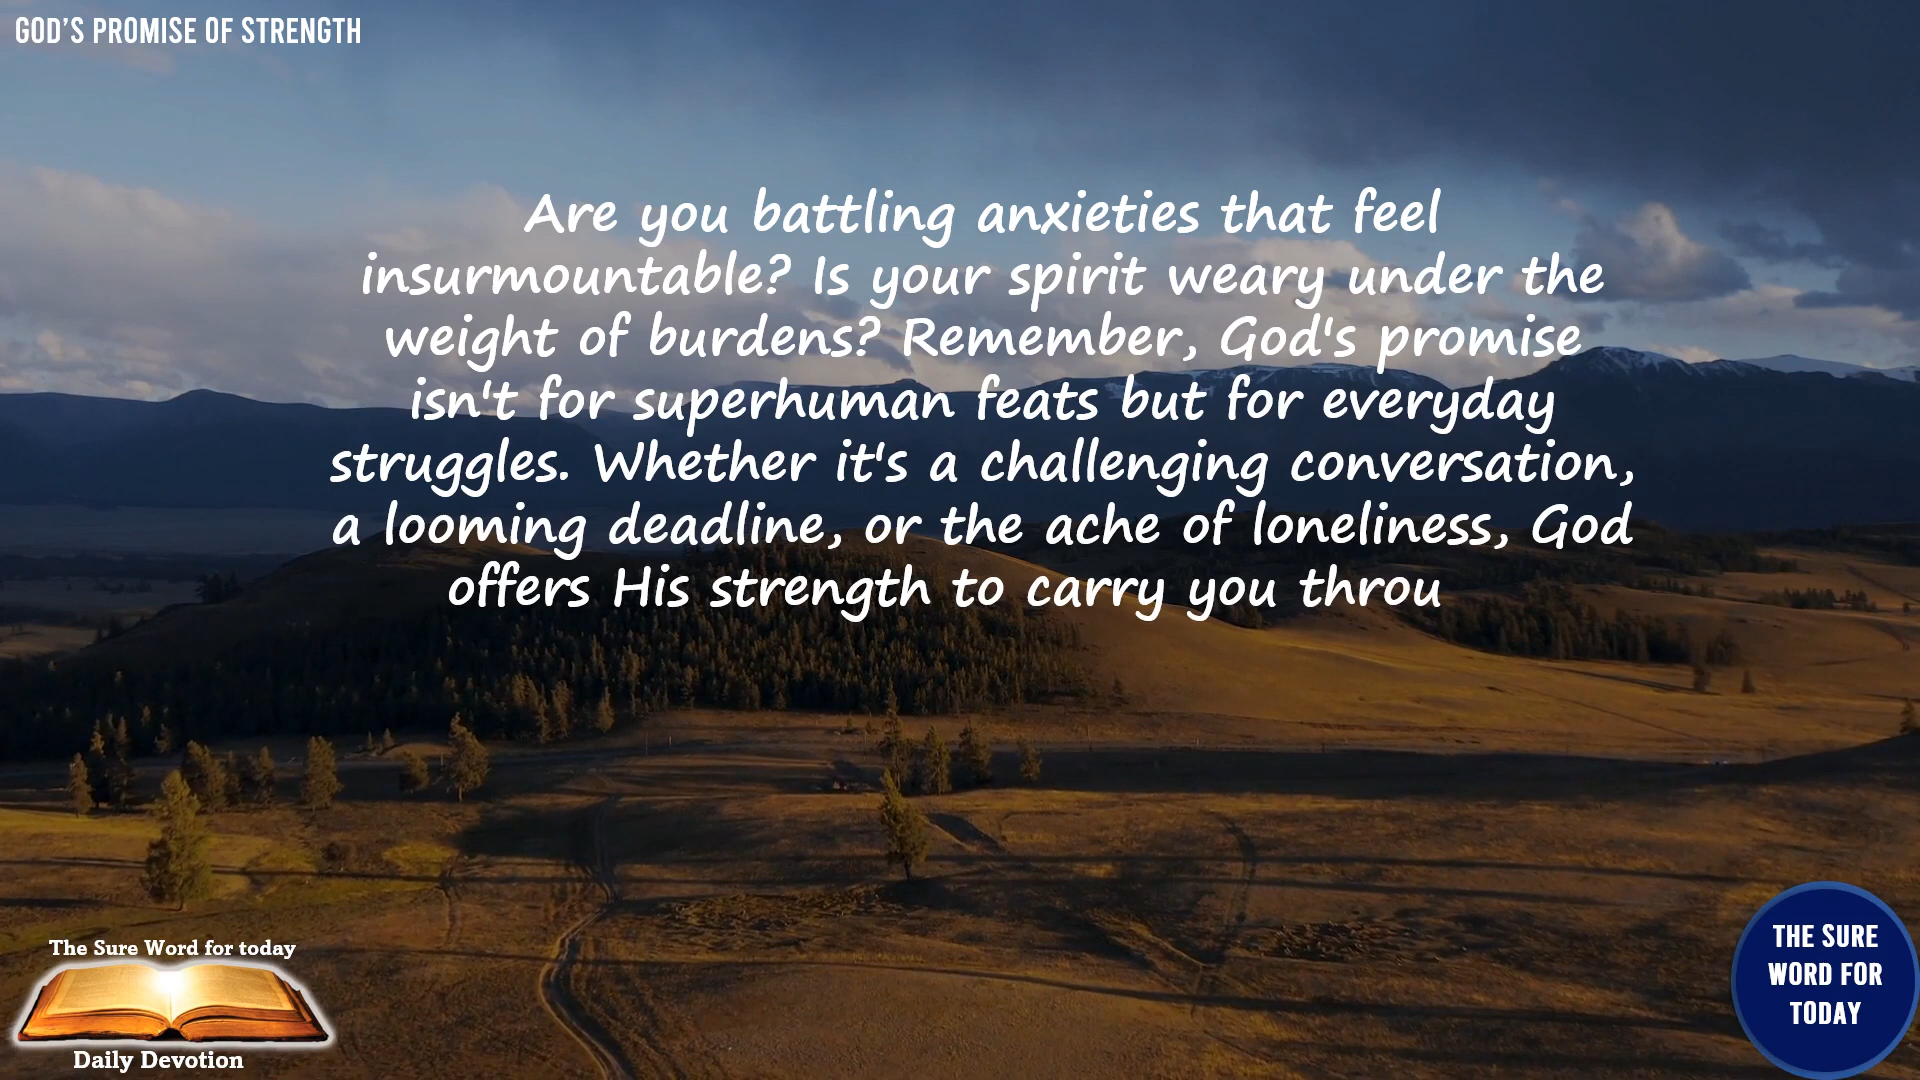 GOD'S PROMISE OF STRENGTH
Are you battling anxieties that feel
insurmountable? Is your spirit weary under the
weight of burdens? Remember, God's promise
isn't for superhuman feats but for everyday
struggles. Whether it's a challenging conversation,
a looming deadline, or the ache of loneliness, God
offers His strength to carry you throu
The Sure Word for today
Daily Devotion
THE SURE
WORD FOR
TODAY